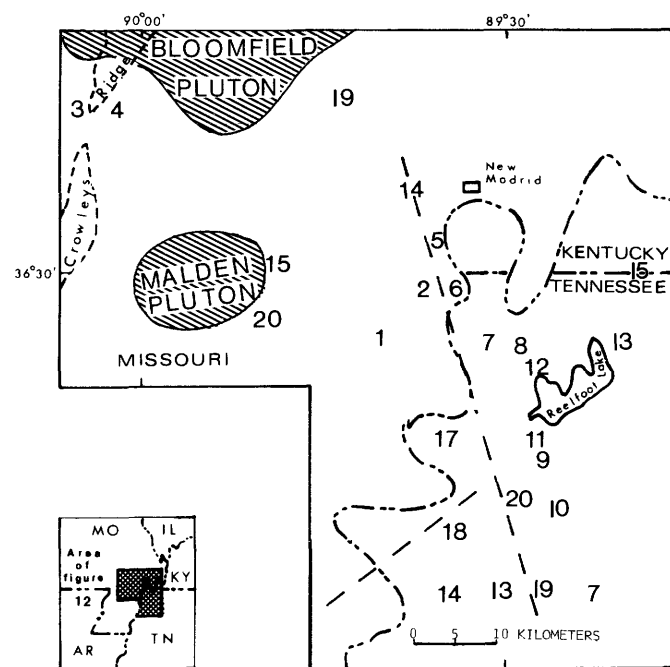 90°00'
89°30'
BLOOMFIELD
PLUTON
Ridge
3
4
19
Crowleys
14
New
Madrid
5
KENTUCKY
36°30'
MALDEN
PLUTON
15
2
6
15
TENNESSEE
20
1
7
8
13
MISSOURI
12
Reelfoot Lake
17
11
9
20
10
18
MO
IL
Area
of
figure
12
KY
14
13
19
7
AR
TN
0 5 10 KILOMETERS